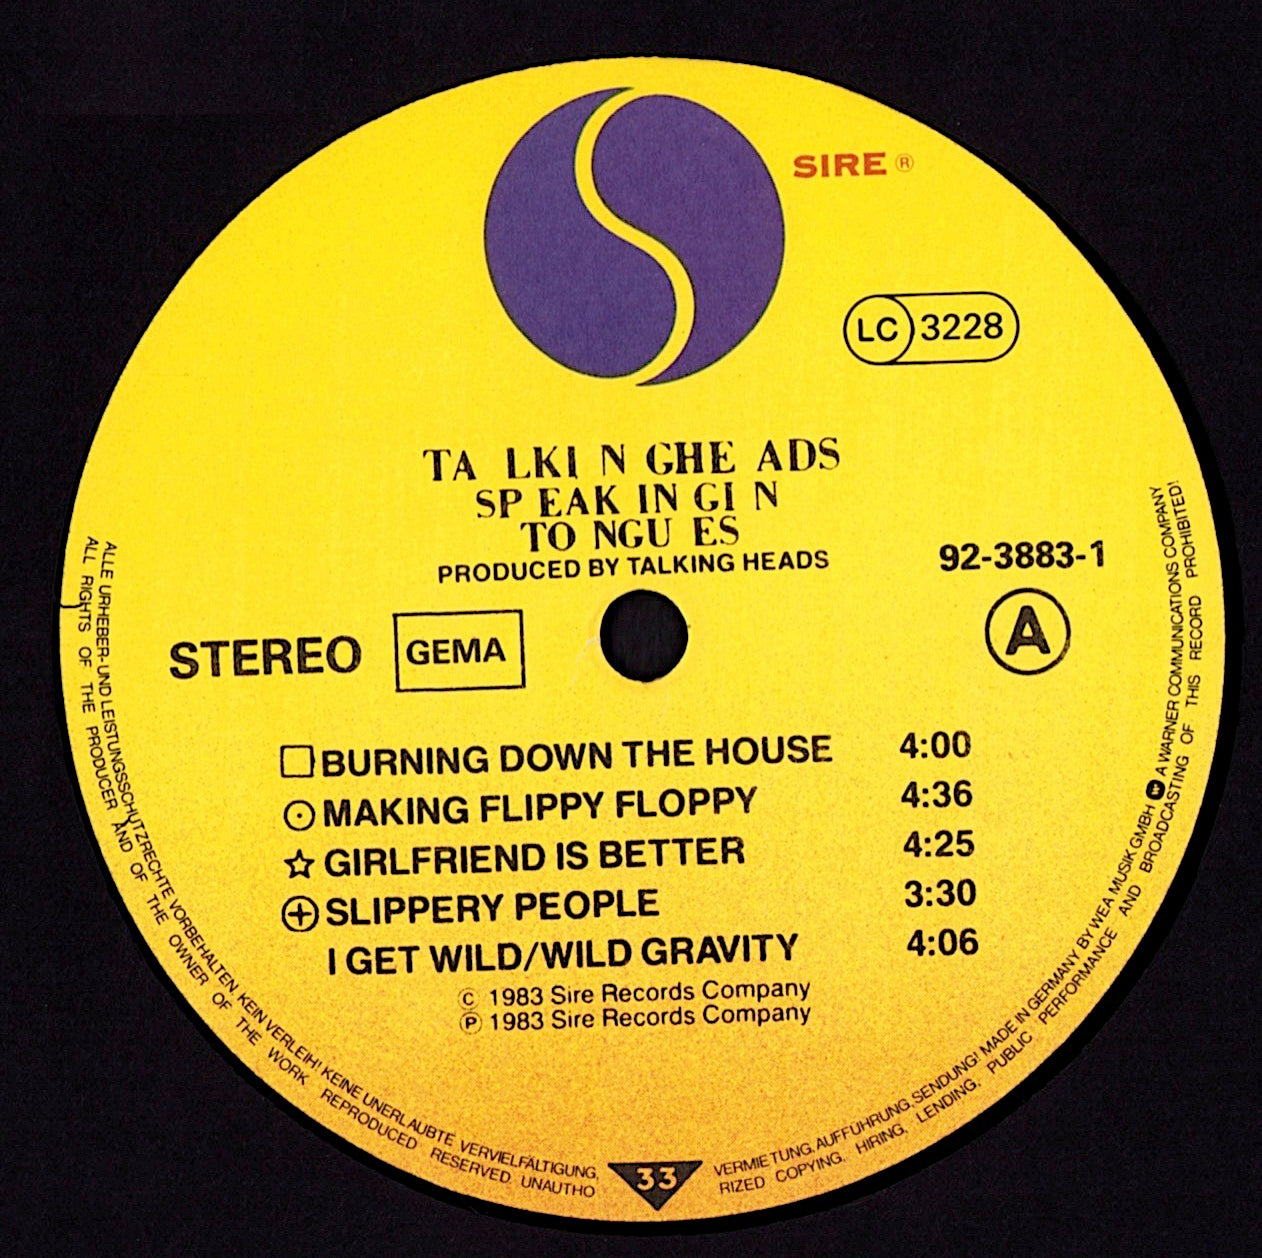 SIRE ®
LC 3228
TA LKI N GHE ADS
SP EAK IN GI N
TO NGU ES
PRODUCED BY TALKING HEADS
92-3883-1
STEREO
GEMA
A
BURNING DOWN THE HOUSE 4:00
MAKING FLIPPY FLOPPY 4:36
GIRLFRIEND IS BETTER 4:25
SLIPPERY PEOPLE 3:30
I GET WILD/WILD GRAVITY 4:06
© 1983 Sire Records Company
℗ 1983 Sire Records Company
ALLE URHEBER- UND LEISTUNGSSCHUTZRECHTE VORBEHALTEN KEIN VERLEIH! KEINE UNERLAUBTE VERVIELFÄLTIGUNG, VERMIETUNG, AUFFÜHRUNG, SENDUNG! MADE IN GERMANY BY WEA MUSIK GMBH A WARNER COMMUNICATIONS COMPANY
ALL RIGHTS OF THE PRODUCER AND OF THE OWNER OF THE WORK REPRODUCED RESERVED. UNAUTHO RIZED COPYING, HIRING, LENDING, PUBLIC PERFORMANCE AND BROADCASTING OF THIS RECORD PROHIBITED!
33